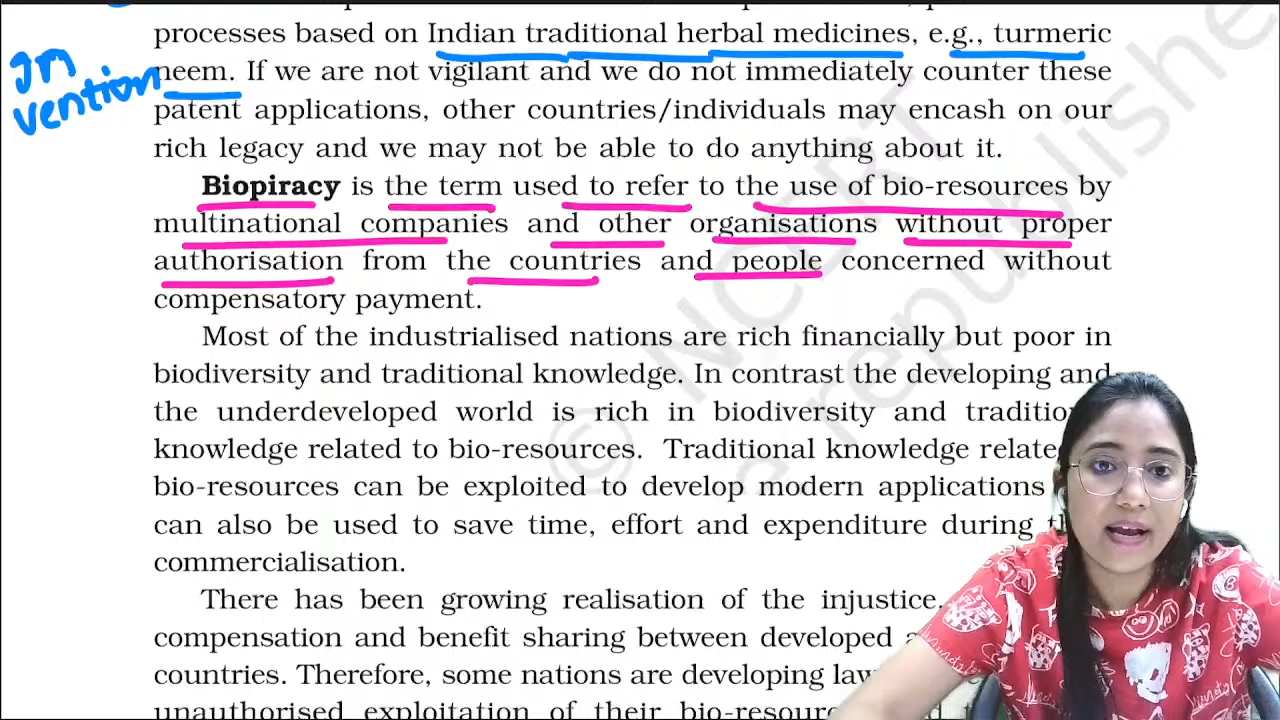 processes based on Indian traditional herbal medicines, e.g., turmeric
neem. If we are not vigilant and we do not immediately counter these
patent applications, other countries/individuals may encash on our
rich legacy and we may not be able to do anything about it.
In
vention
Biopiracy is the term used to refer to the use of bio-resources by
multinational companies and other organisations without proper
authorisation from the countries and people concerned without
compensatory payment.
Most of the industrialised nations are rich financially but poor in
biodiversity and traditional knowledge. In contrast the developing and
the underdeveloped world is rich in biodiversity and
knowledge related to bio-resources. Traditional knowledge
bio-resources can be exploited to develop modern applications
can also be used to save time, effort and expenditure during
commercialisation.
There has been growing realisation of the injustice,
compensation and benefit sharing between developed
countries. Therefore, some nations are developing
unauthorised exploitation of their
© NCERT